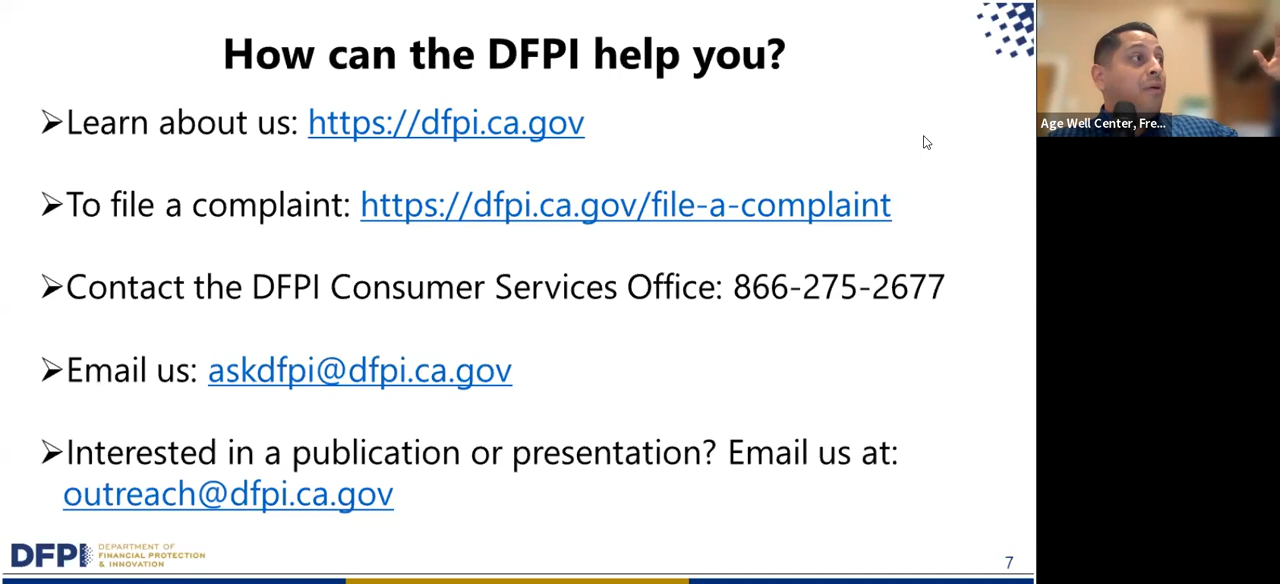 How can the DFPI help you?
➢Learn about us: https://dfpi.ca.gov
➢To file a complaint: https://dfpi.ca.gov/file-a-complaint
➢Contact the DFPI Consumer Services Office: 866-275-2677
➢Email us: askdfpi@dfpi.ca.gov
➢Interested in a publication or presentation? Email us at:
outreach@dfpi.ca.gov
DFPI
DEPARTMENT OF
FINANCIAL PROTECTION
& INNOVATION
7
Age Well Center, Fre...